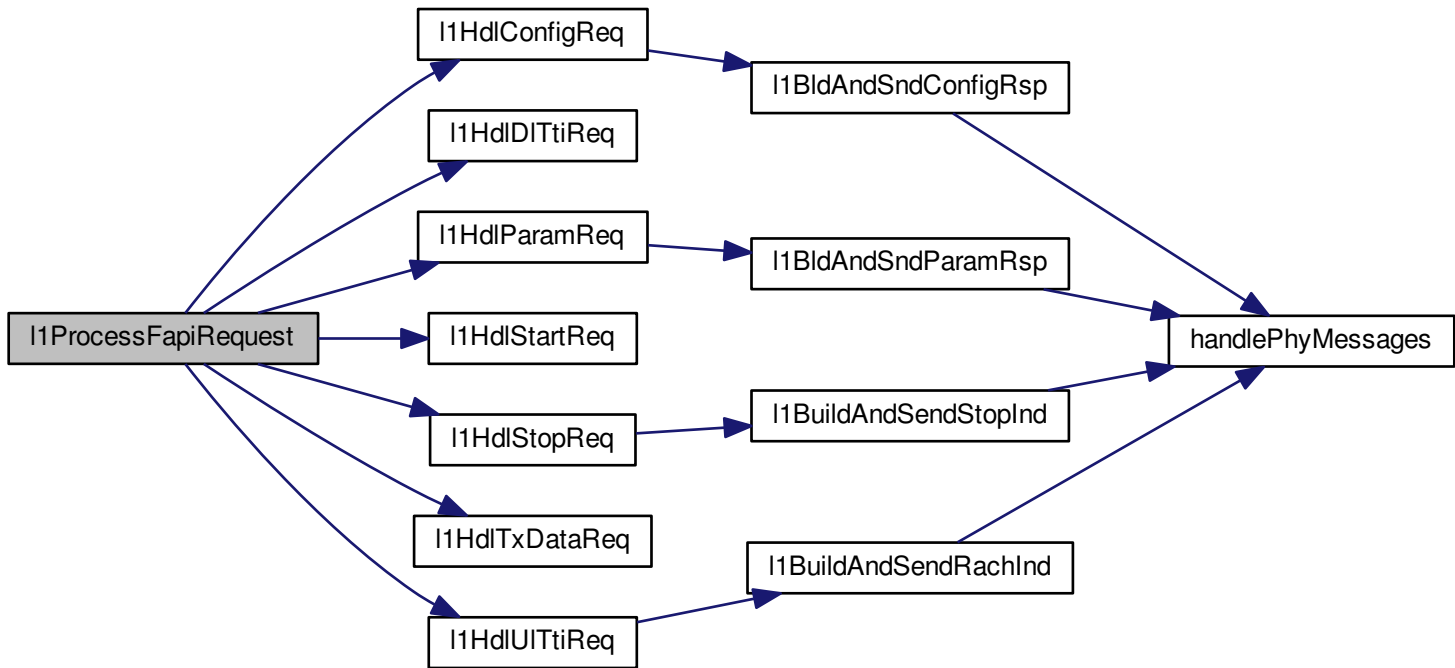 l1ProcessFapiRequest
l1HdlConfigReq
l1HdlDlTtiReq
l1HdlParamReq
l1HdlStartReq
l1HdlStopReq
l1HdlTxDataReq
l1HdlUlTtiReq
l1BldAndSndConfigRsp
l1BldAndSndParamRsp
l1BuildAndSendStopInd
l1BuildAndSendRachInd
handlePhyMessages